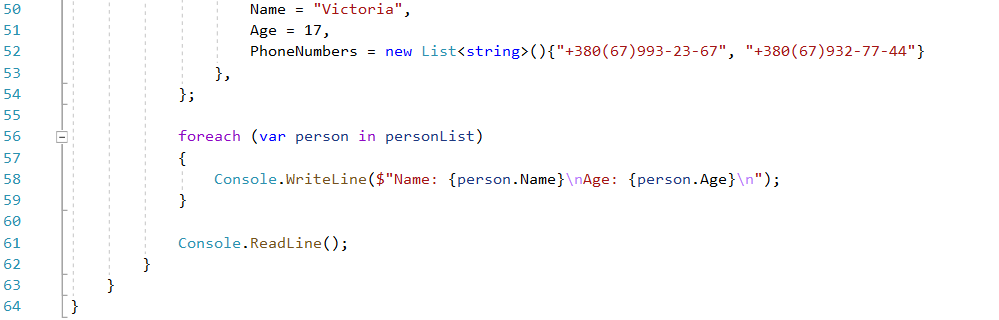 50 Name = "Victoria",
51 Age = 17,
52 PhoneNumbers = new List<string>(){"+380(67)993-23-67", "+380(67)932-77-44"}
53 },
54 };
55
56 foreach (var person in personList)
57 {
58 Console.WriteLine($"Name: {person.Name}\nAge: {person.Age}\n");
59 }
60
61 Console.ReadLine();
62 }
63 }
64 }